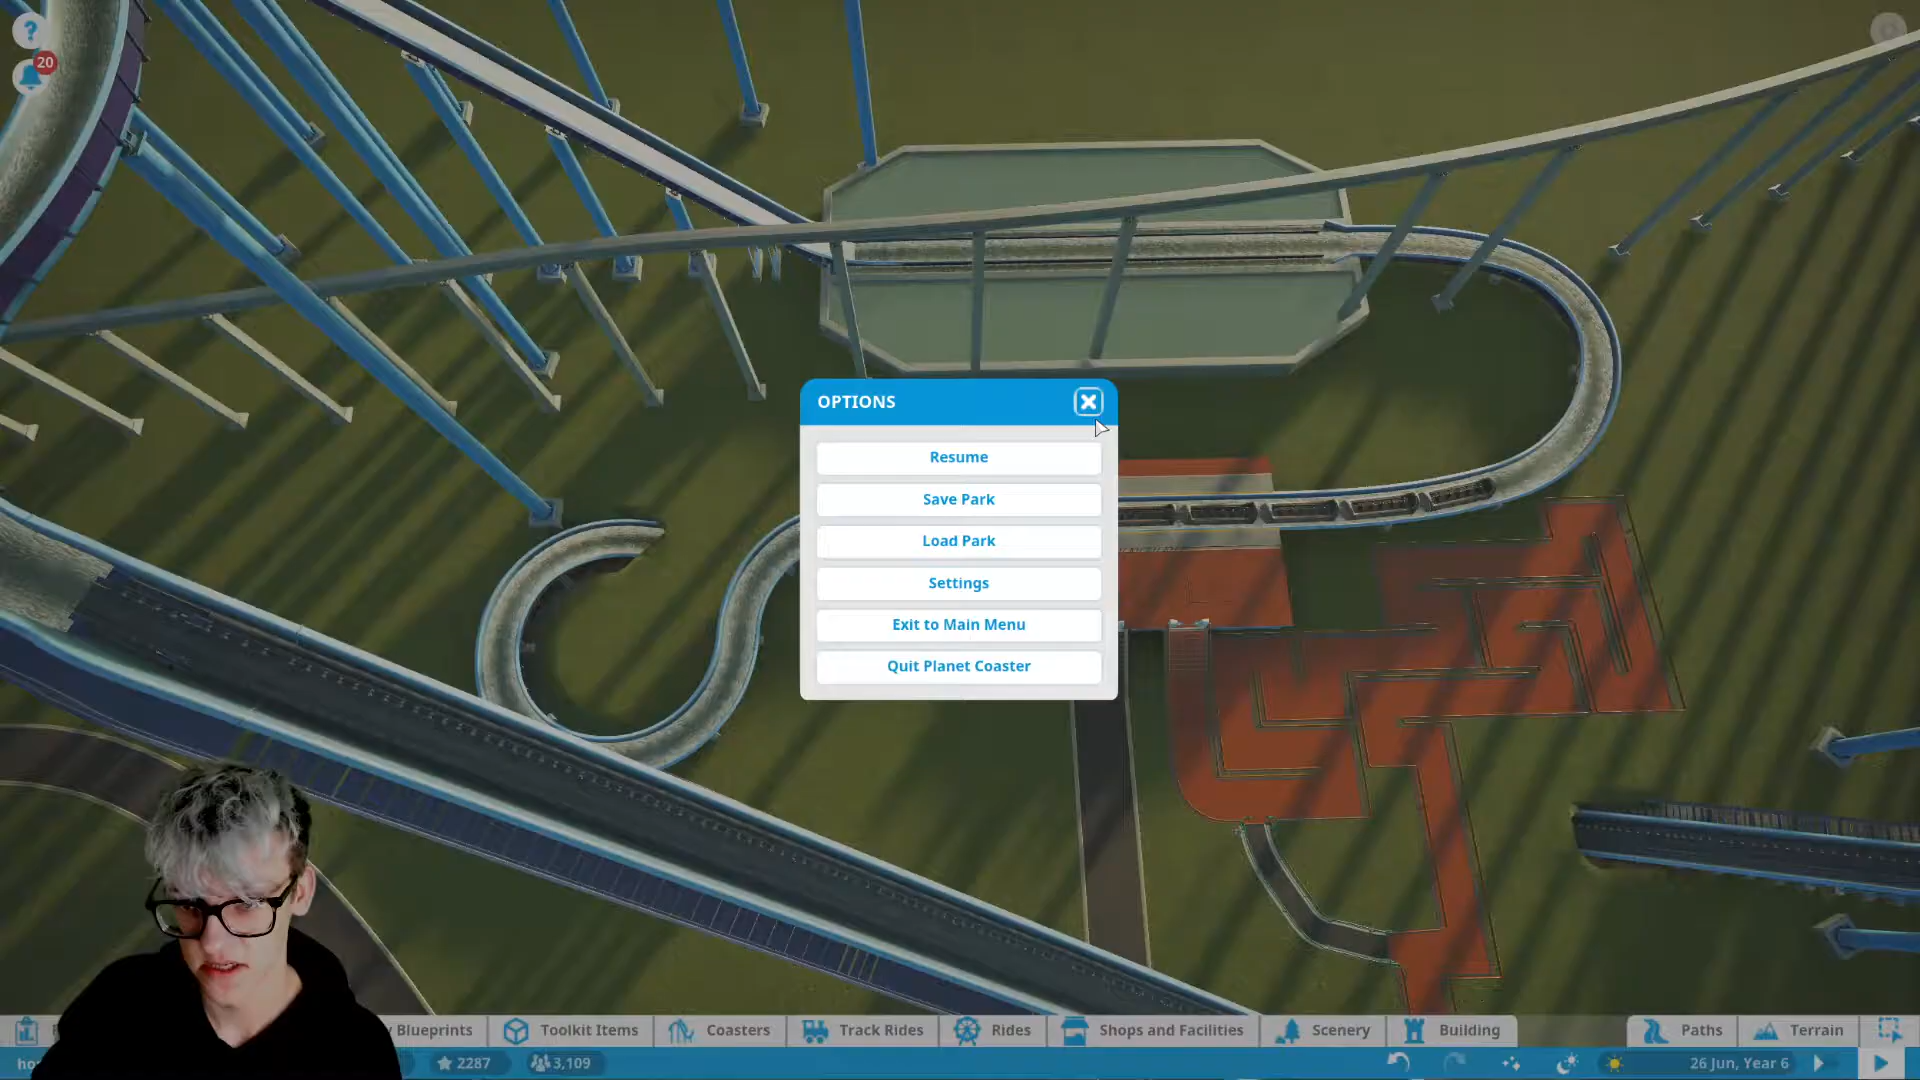 ?
20
OPTIONS
Resume
Save Park
Load Park
Settings
Exit to Main Menu
Quit Planet Coaster
Blueprints
Toolkit Items
Coasters
Track Rides
Rides
Shops and Facilities
Scenery
Building
Paths
Terrain
2287
3,109
26 Jun, Year 6